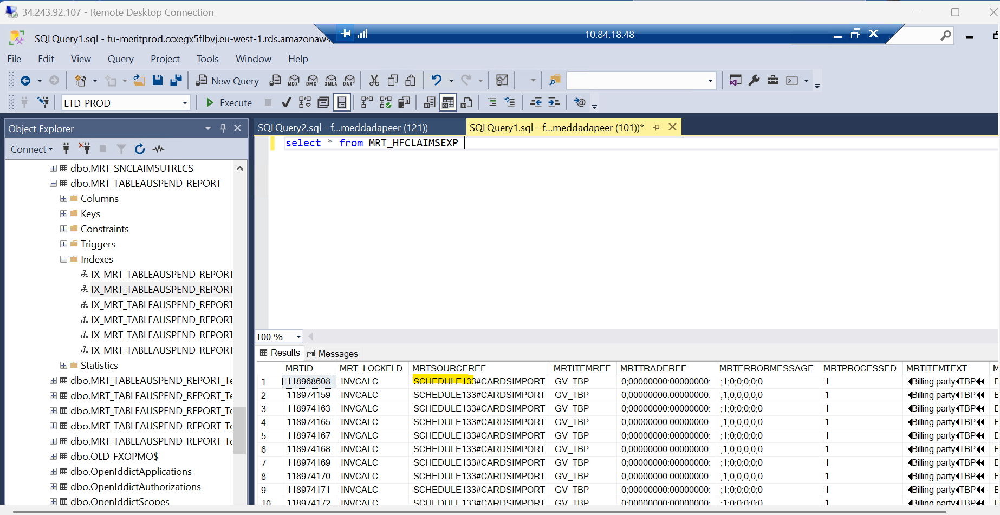 34.243.92.107 - Remote Desktop Connection
SQLQuery1.sql - fu-meritprod.ccxegx5flbvj.eu-west-1.rds.amazonaws.
10.84.18.48
File Edit View Query Project Tools Window Help
New Query MDX DMX XMLA DAX
ETD_PROD Execute
Object Explorer
SQLQuery2.sql - f...meddadapeer (121))
SQLQuery1.sql - f...meddadapeer (101))*
Connect
select * from MRT_HFCLAIMSEXP
dbo.MRT_SNCLAIMSUTRECS
dbo.MRT_TABLEAUSPEND_REPORT
Columns
Keys
Constraints
Triggers
Indexes
IX_MRT_TABLEAUSPEND_REPORT
IX_MRT_TABLEAUSPEND_REPORT
IX_MRT_TABLEAUSPEND_REPORT
IX_MRT_TABLEAUSPEND_REPORT
IX_MRT_TABLEAUSPEND_REPORT
IX_MRT_TABLEAUSPEND_REPORT
Statistics
dbo.MRT_TABLEAUSPEND_REPORT_Te
dbo.MRT_TABLEAUSPEND_REPORT_Te
dbo.MRT_TABLEAUSPEND_REPORT_Te
dbo.MRT_TABLEAUSPEND_REPORT_Te
dbo.MRT_TABLEAUSPEND_REPORT_Te
dbo.OLD_FXOPMO$
dbo.OpenIddictApplications
dbo.OpenIddictAuthorizations
dbo.OpenIddictScopes
100 %
Results Messages
MRTID MRT_LOCKFLD MRTSOURCEREF MRTITEMREF MRTTRADEREF MRTERRORMESSAGE MRTPROCESSED MRTITEMTEXT M
1 118968608 INVCALC SCHEDULE133#CARDSIMPORT GV_TBP 0;00000000:00000000: ;1;0;0;0;0;0 1 ◀Billing party◀TBP◀◀ B
2 118974159 INVCALC SCHEDULE133#CARDSIMPORT GV_TBP 0;00000000:00000000: ;1;0;0;0;0;0 1 ◀Billing party◀TBP◀◀ B
3 118974163 INVCALC SCHEDULE133#CARDSIMPORT GV_TBP 0;00000000:00000000: ;1;0;0;0;0;0 1 ◀Billing party◀TBP◀◀ B
4 118974165 INVCALC SCHEDULE133#CARDSIMPORT GV_TBP 0;00000000:00000000: ;1;0;0;0;0;0 1 ◀Billing party◀TBP◀◀ B
5 118974167 INVCALC SCHEDULE133#CARDSIMPORT GV_TBP 0;00000000:00000000: ;1;0;0;0;0;0 1 ◀Billing party◀TBP◀◀ B
6 118974168 INVCALC SCHEDULE133#CARDSIMPORT GV_TBP 0;00000000:00000000: ;1;0;0;0;0;0 1 ◀Billing party◀TBP◀◀ B
7 118974169 INVCALC SCHEDULE133#CARDSIMPORT GV_TBP 0;00000000:00000000: ;1;0;0;0;0;0 1 ◀Billing party◀TBP◀◀ B
8 118974170 INVCALC SCHEDULE133#CARDSIMPORT GV_TBP 0;00000000:00000000: ;1;0;0;0;0;0 1 ◀Billing party◀TBP◀◀ B
9 118974171 INVCALC SCHEDULE133#CARDSIMPORT GV_TBP 0;00000000:00000000: ;1;0;0;0;0;0 1 ◀Billing party◀TBP◀◀ B
10 118974172 INVCALC SCHEDULE133#CARDSIMPORT GV_TBP 0;00000000:00000000: ;1;0;0;0;0;0 1 ◀Billing party◀TBP◀◀ B